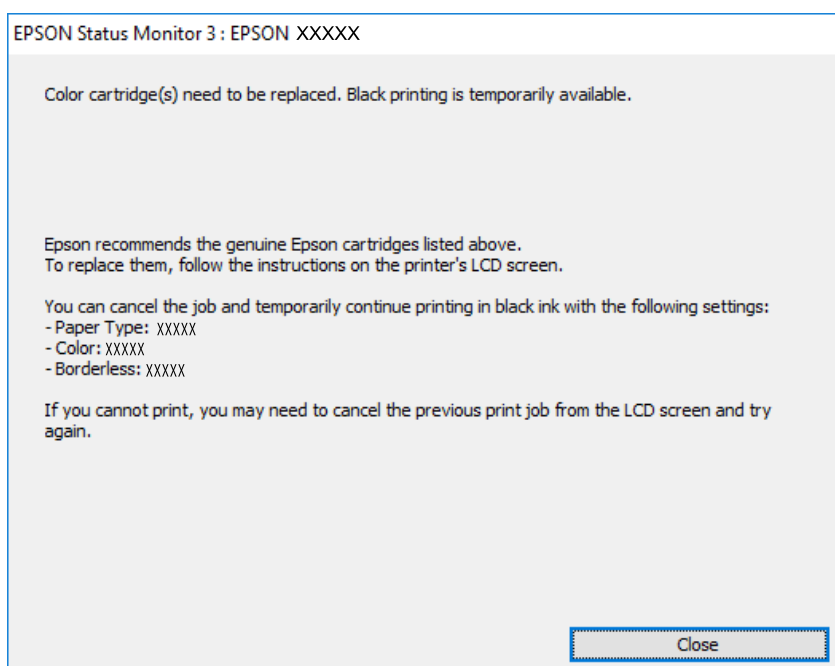 EPSON Status Monitor 3 : EPSON XXXXX
Color cartridge(s) need to be replaced. Black printing is temporarily available.
Epson recommends the genuine Epson cartridges listed above.
To replace them, follow the instructions on the printer's LCD screen.
You can cancel the job and temporarily continue printing in black ink with the following settings:
- Paper Type: XXXXX
- Color: XXXXX
- Borderless: XXXXX
If you cannot print, you may need to cancel the previous print job from the LCD screen and try
again.
Close